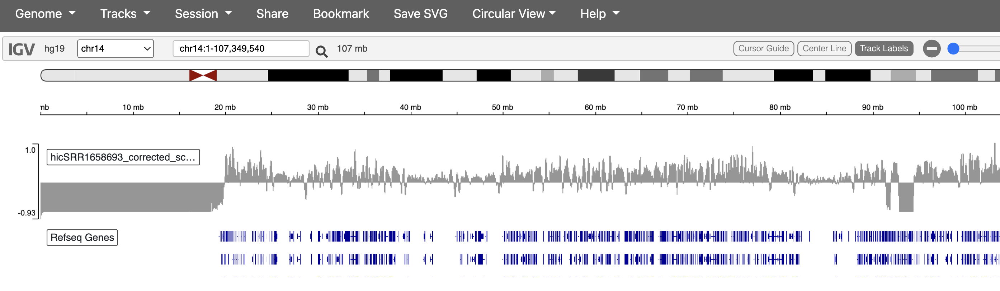 Genome Tracks Session Share Bookmark Save SVG Circular View Help
IGV hg19 chr14 chr14:1-107,349,540 107 mb Cursor Guide Center Line Track Labels
mb 10 mb 20 mb 30 mb 40 mb 50 mb 60 mb 70 mb 80 mb 90 mb 100 mb
1.0
hicSRR1658693_corrected_sc...
-0.93
Refseq Genes